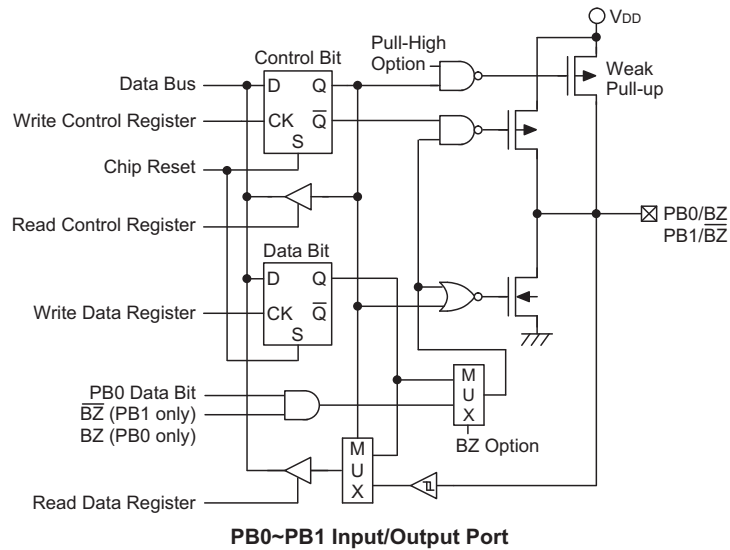 VDD
Control Bit
Pull-High
Option
Weak
Pull-up
Data Bus
D
Q
Write Control Register
CK
Q̅
S
Chip Reset
Read Control Register
PB0/BZ
PB1/B̅Z̅
Data Bit
D
Q
Write Data Register
CK
Q̅
S
PB0 Data Bit
B̅Z̅ (PB1 only)
BZ (PB0 only)
M
U
X
BZ Option
M
U
X
Read Data Register
PB0~PB1 Input/Output Port